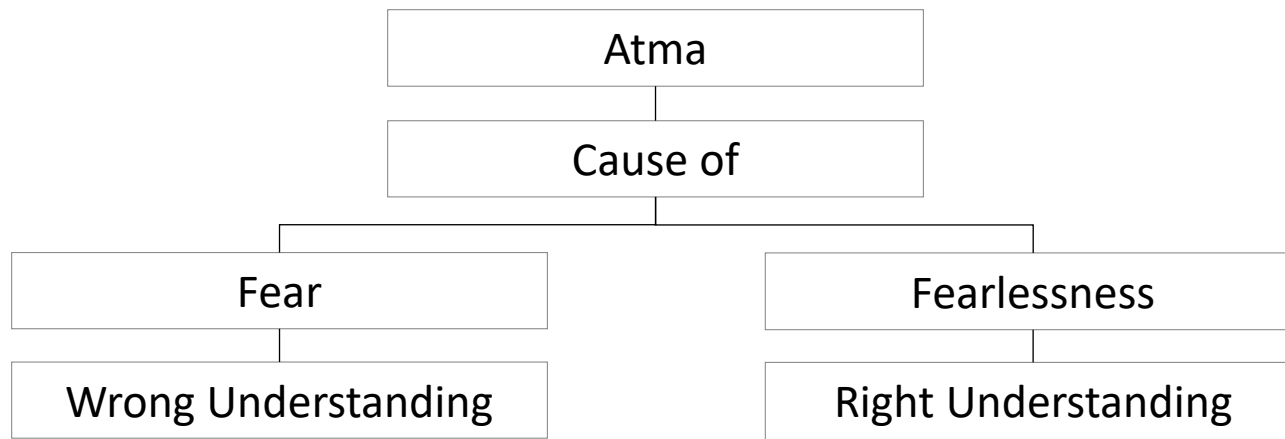 Atma
Cause of
Fear
Fearlessness
Wrong Understanding
Right Understanding